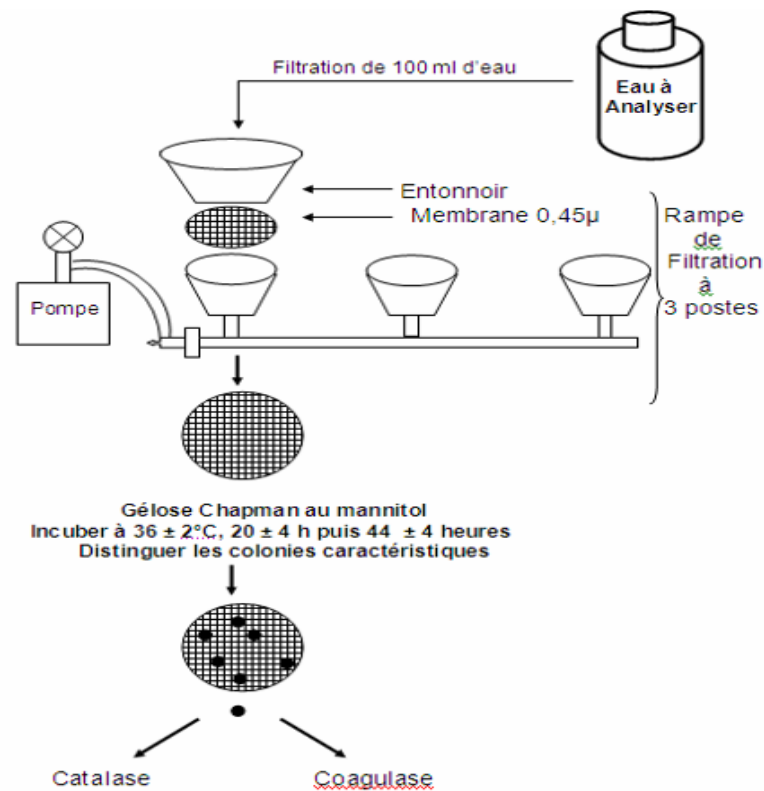 Filtration de 100 ml d'eau
Eau à
Analyser
Entonnoir
Membrane 0,45µ
Rampe
de
Filtration
à
3 postes
Pompe
Gélose Chapman au mannitol
Incuber à 36 ± 2°C, 20 ± 4 h puis 44 ± 4 heures
Distinguer les colonies caractéristiques
Catalase
Coagulase